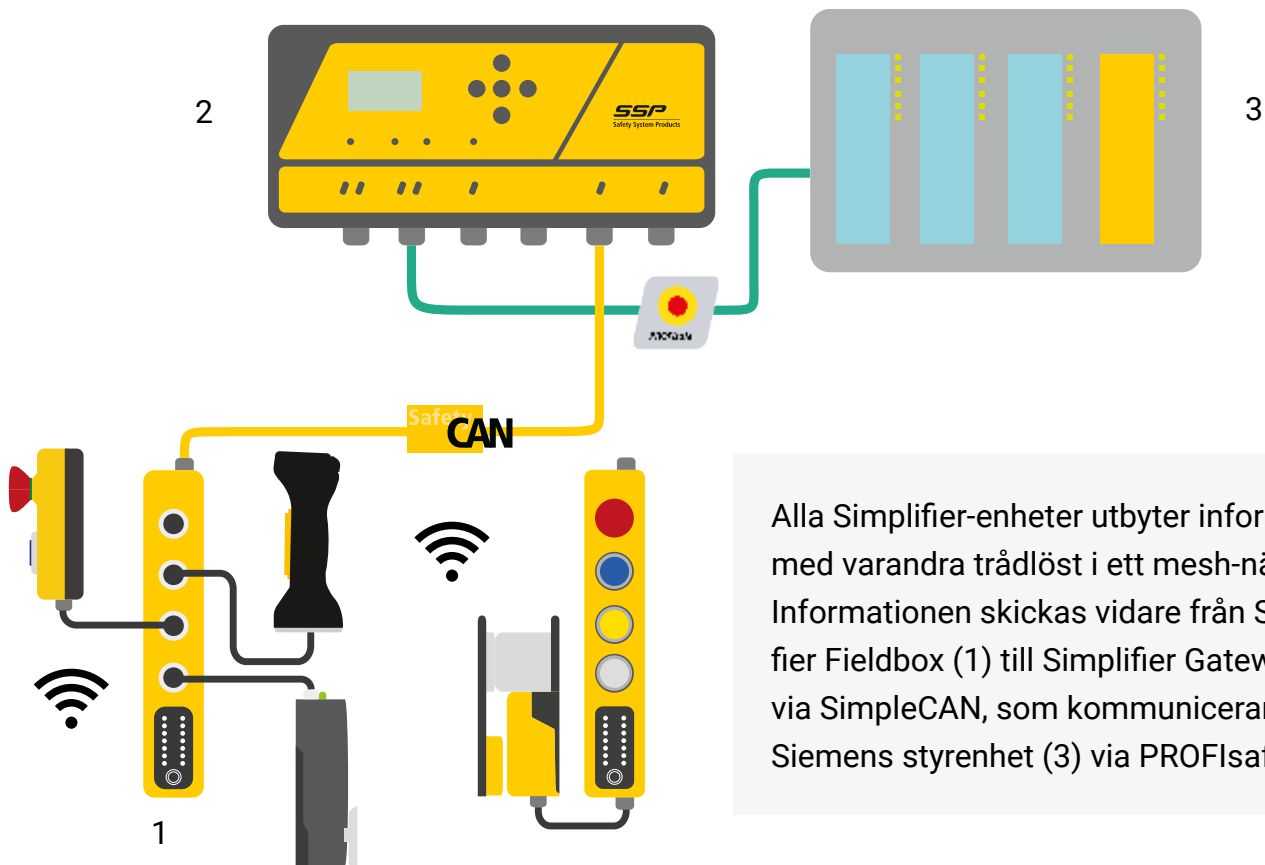 2
SSP
Safety System Products
3
Safety
CAN
Alla Simplifier-enheter utbyter infor
med varandra trådlöst i ett mesh-nä
Informationen skickas vidare från S
fier Fieldbox (1) till Simplifier Gatew
via SimpleCAN, som kommunicerar
Siemens styrenhet (3) via PROFIsaf
1